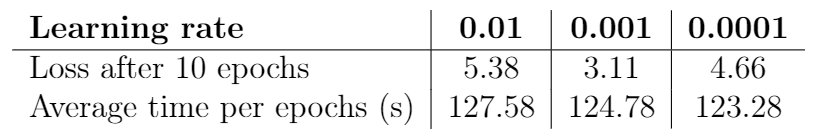 Learning rate 0.01 0.001 0.0001
Loss after 10 epochs 5.38 3.11 4.66
Average time per epochs (s) 127.58 124.78 123.28